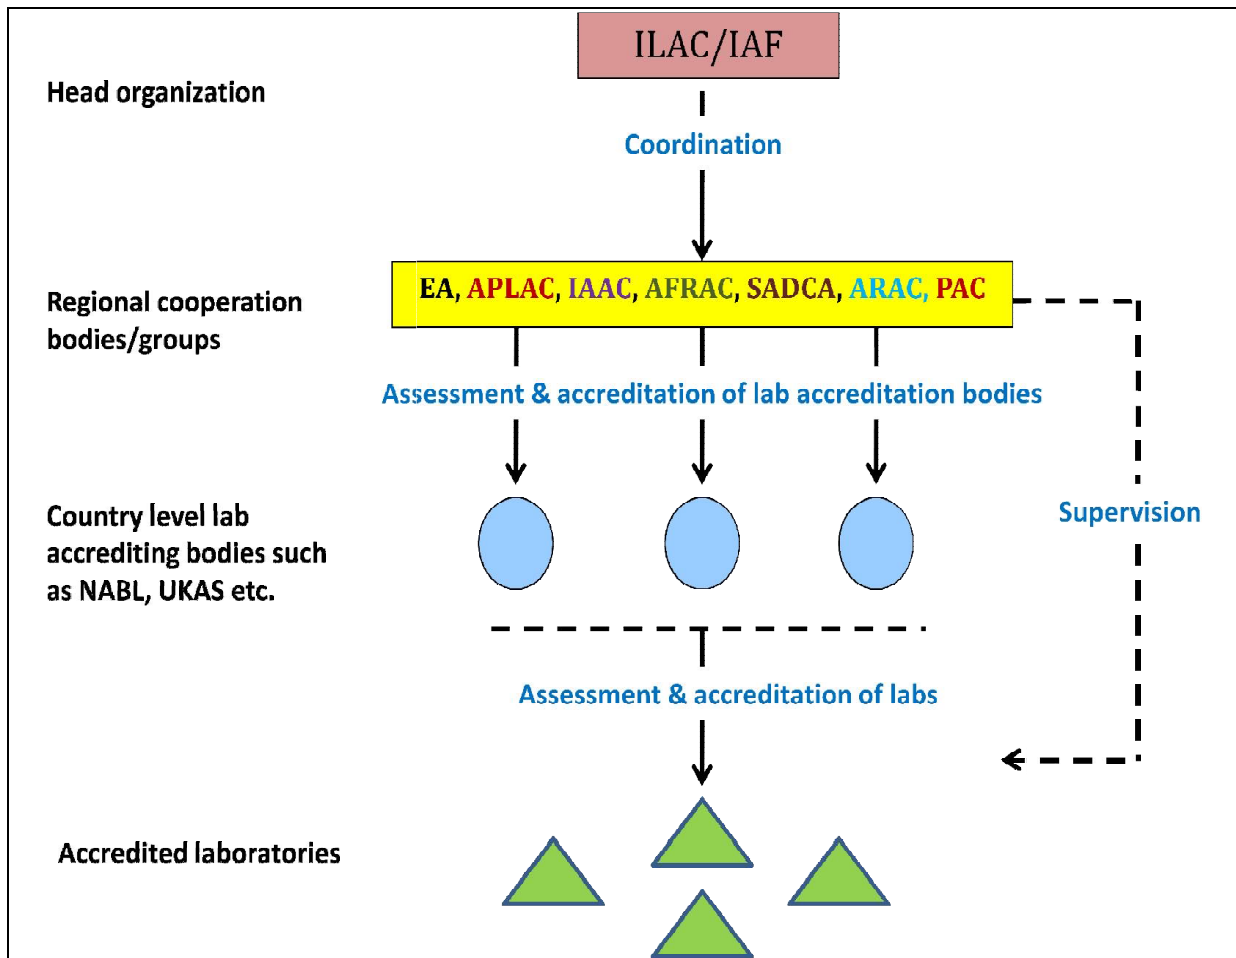 ILAC/IAF
Head organization
Coordination
EA, APLAC, IAAC, AFRAC, SADCA, ARAC, PAC
Regional cooperation
bodies/groups
Assessment & accreditation of lab accreditation bodies
Country level lab
accrediting bodies such
as NABL, UKAS etc.
Supervision
Assessment & accreditation of labs
Accredited laboratories